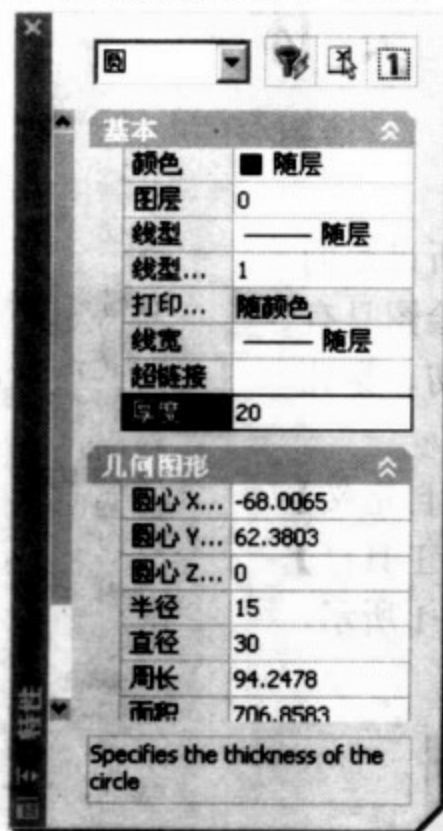 圆
1
基本
颜色 随层
图层 0
线型 随层
线型... 1
打印... 随颜色
线宽 随层
超链接
厚度 20
几何图形
圆心 X... -68.0065
圆心 Y... 62.3803
圆心 Z... 0
半径 15
直径 30
周长 94.2478
面积 706.8583
特性
Specifies the thickness of the
circle